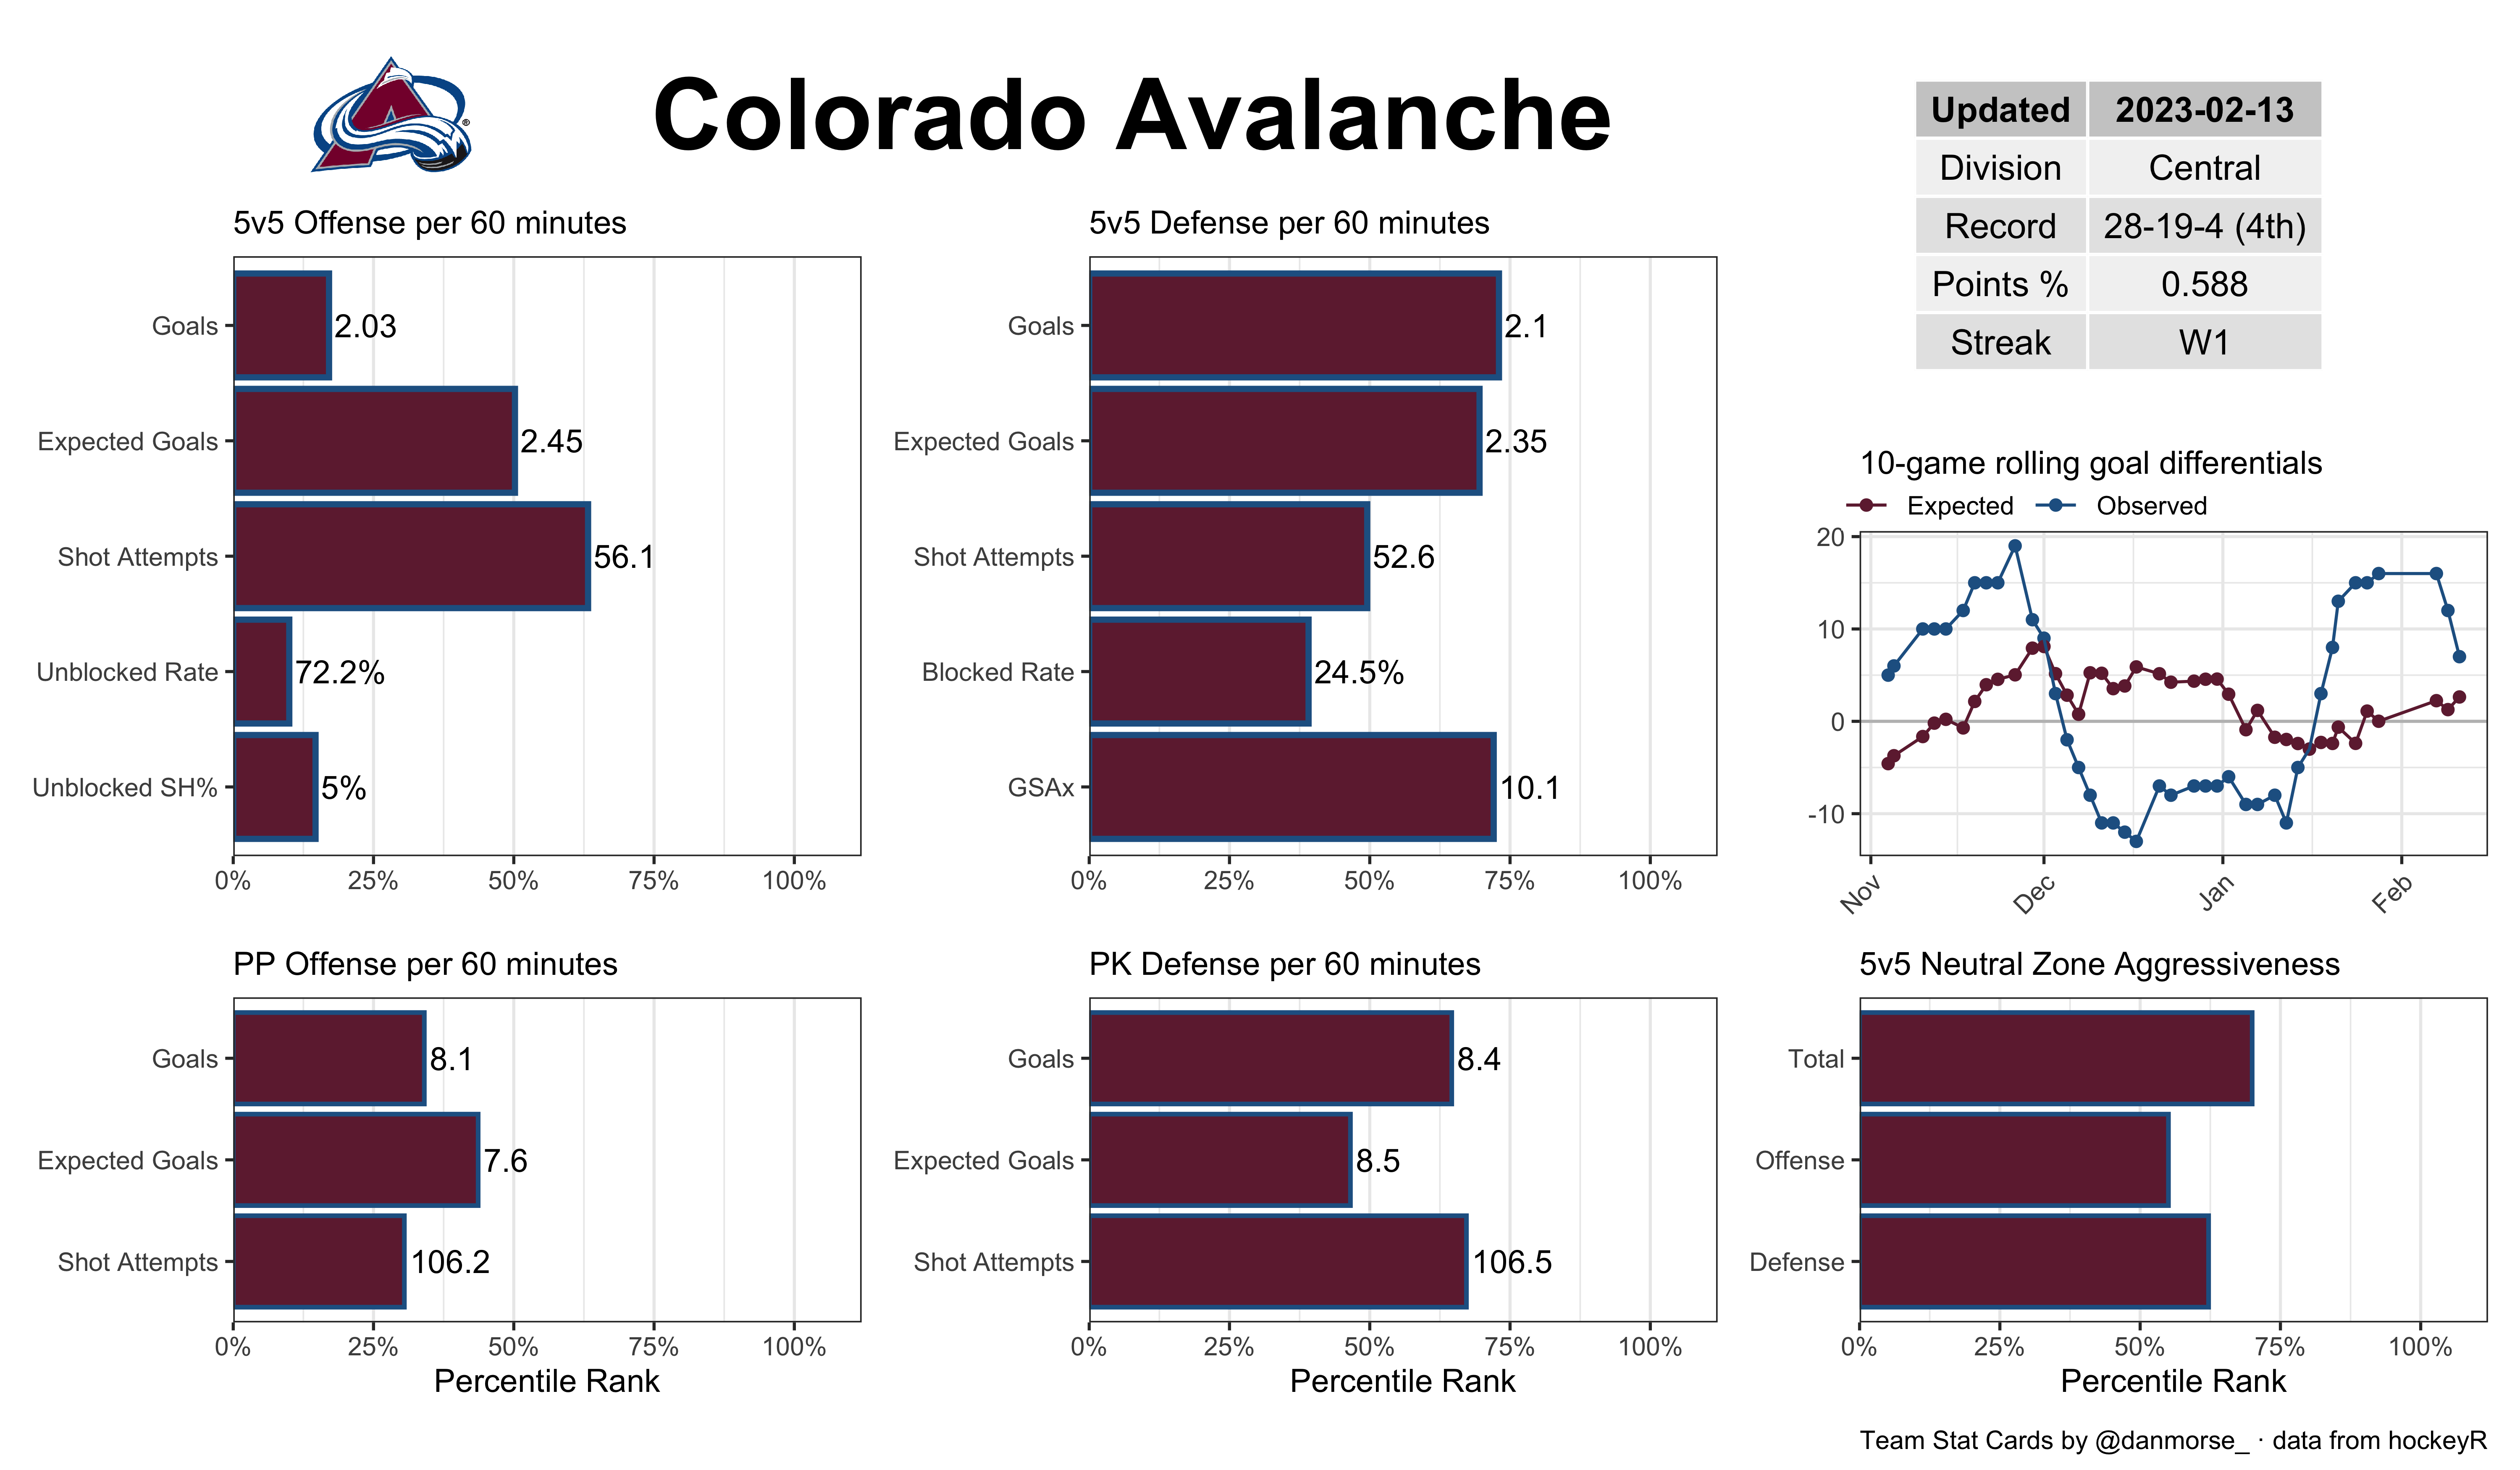 Colorado Avalanche
®
Updated 2023-02-13
Division Central
Record 28-19-4 (4th)
Points % 0.588
Streak W1
5v5 Offense per 60 minutes
Goals 2.03
Expected Goals 2.45
Shot Attempts 56.1
Unblocked Rate 72.2%
Unblocked SH% 5%
0% 25% 50% 75% 100%
5v5 Defense per 60 minutes
Goals 2.1
Expected Goals 2.35
Shot Attempts 52.6
Blocked Rate 24.5%
GSAx 10.1
0% 25% 50% 75% 100%
10-game rolling goal differentials
Expected Observed
20
10
0
-10
Nov Dec Jan Feb
PP Offense per 60 minutes
Goals 8.1
Expected Goals 7.6
Shot Attempts 106.2
0% 25% 50% 75% 100%
Percentile Rank
PK Defense per 60 minutes
Goals 8.4
Expected Goals 8.5
Shot Attempts 106.5
0% 25% 50% 75% 100%
Percentile Rank
5v5 Neutral Zone Aggressiveness
Total
Offense
Defense
0% 25% 50% 75% 100%
Percentile Rank
Team Stat Cards by @danmorse_ · data from hockeyR